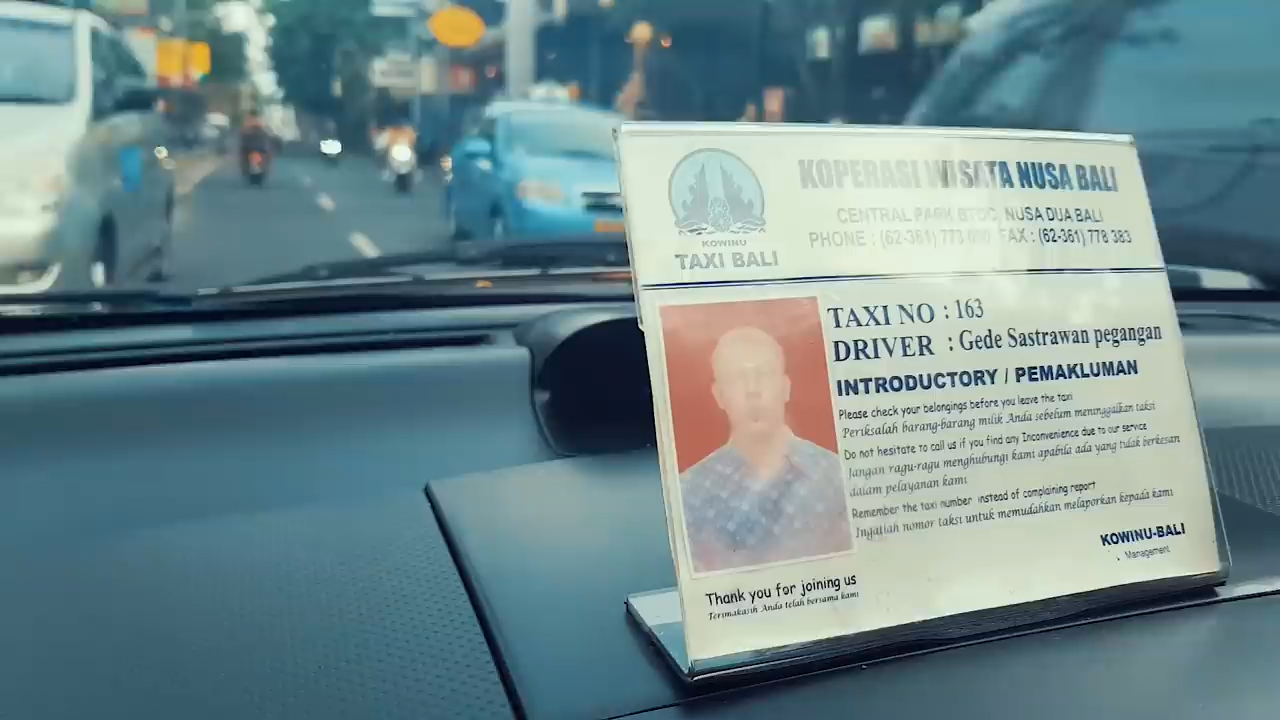 KOPERASI WISATA NUSA BALI
CENTRAL PARK BTDC, NUSA DUA BALI
PHONE : (62-361) 773 FAX : (62-361) 778 383
KOWINU
TAXI BALI
TAXI NO : 163
DRIVER : Gede Sastrawan pegangan
INTRODUCTORY / PEMAKLUMAN
Please check your belongings before you leave the taxi
Periksalah barang-barang milik Anda sebelum meninggalkan taksi
Do not hesitate to call us if you find any Inconvenience due to our service
Jangan ragu-ragu menghubungi kami apabila ada yang tidak berkesan
dalam pelayanan kami
Remember the taxi number instead of complaining report
Ingatlah nomor taksi untuk memudahkan melaporkan kepada kami
KOWINU-BALI
Management
Thank you for joining us
Terimakasih Anda telah bersama kami